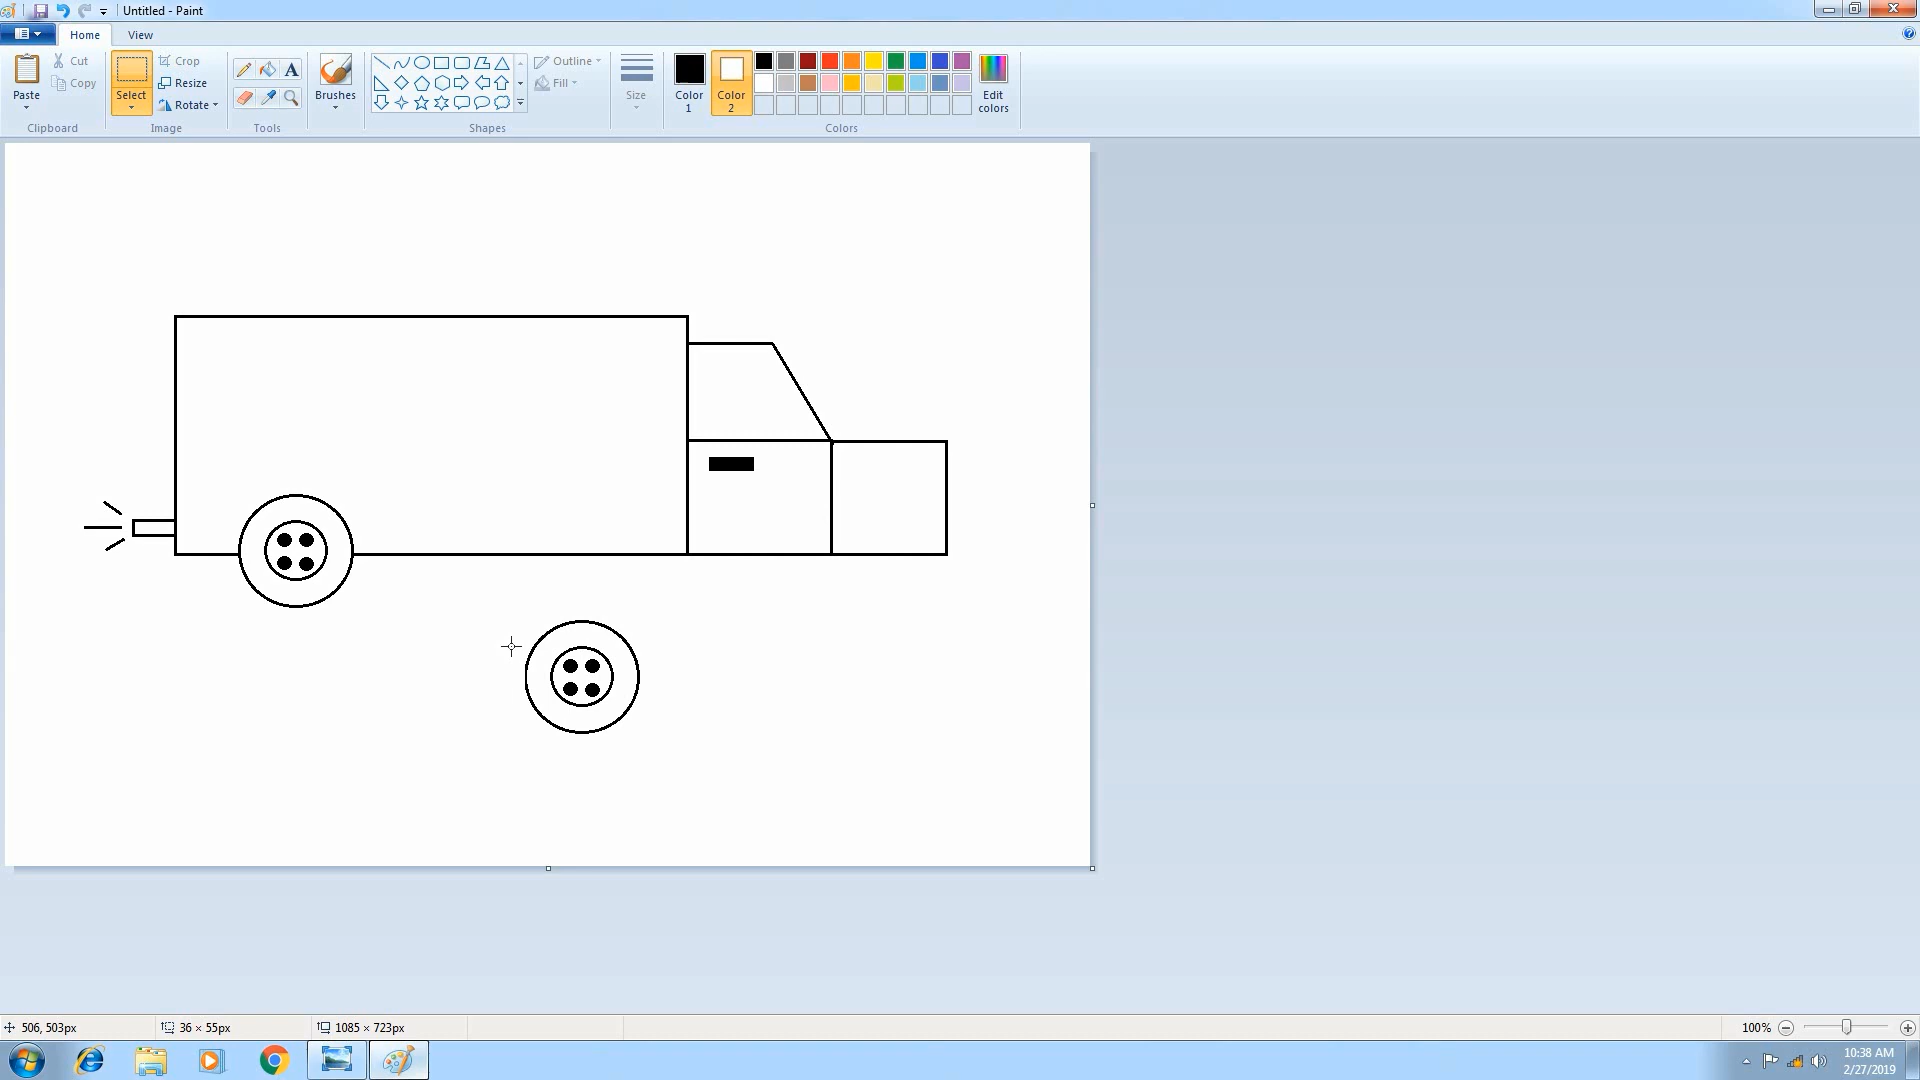 Untitled - Paint
Home View
Paste
Cut
Copy
Clipboard
Select
Crop
Resize
Rotate
Image
A
Tools
Brushes
Shapes
Outline
Fill
Size
Color 1
Color 2
Edit colors
Colors
506, 503px
36 × 55px
1085 × 723px
100%
10:38 AM
2/27/2019